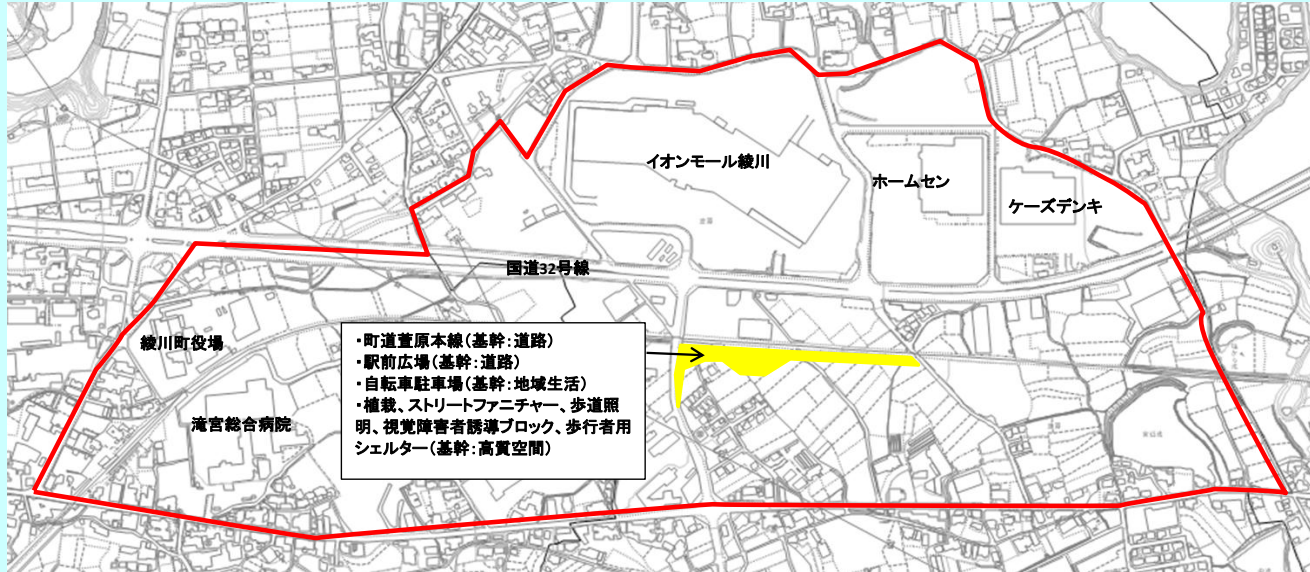 イオンモール綾川
ホームセン
ケーズデンキ
国道32号線
綾川町役場
滝宮総合病院
・町道萱原本線(基幹:道路)
・駅前広場(基幹:道路)
・自転車駐車場(基幹:地域生活)
・植栽、ストリートファニチャー、歩道照
明、視覚障害者誘導ブロック、歩行者用
シェルター(基幹:高質空間)